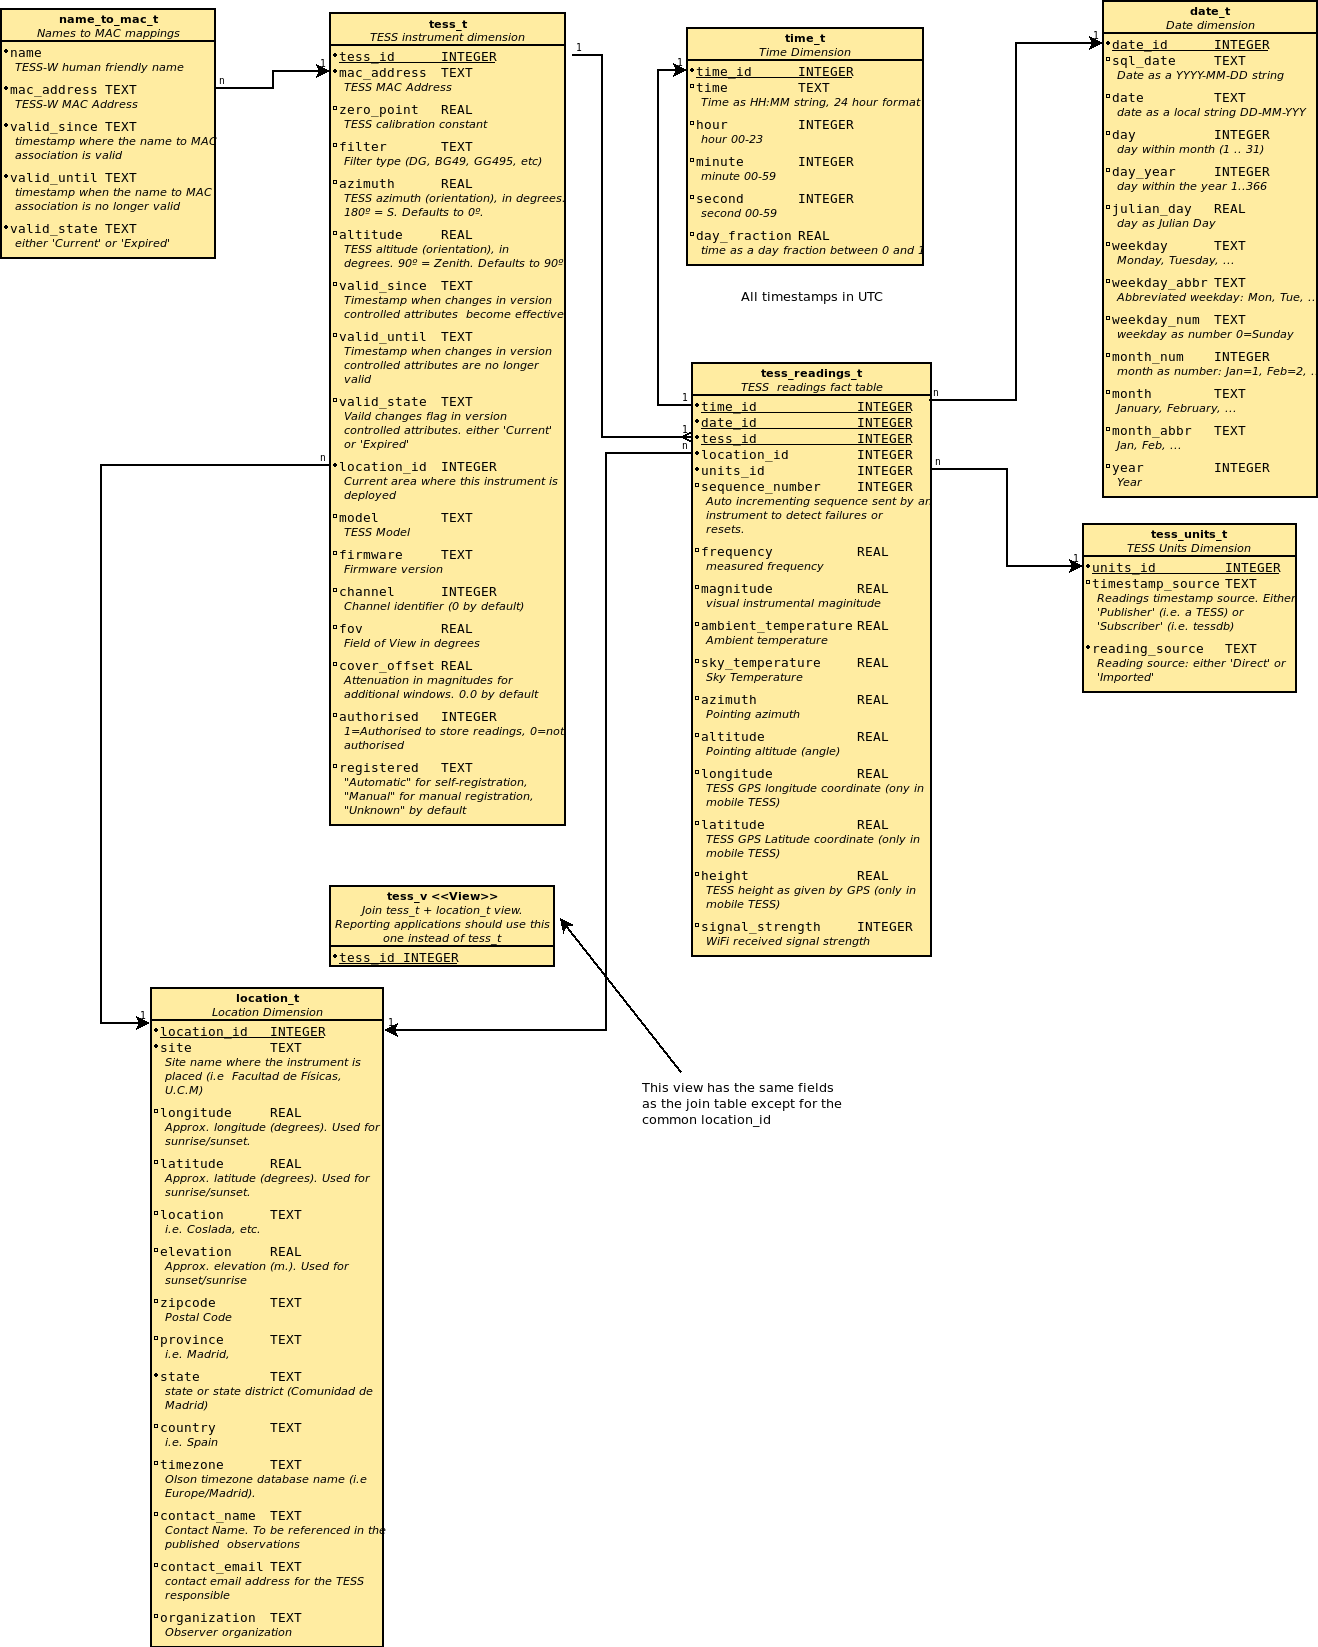 name_to_mac_t
Names to MAC mappings
name
TESS-W human friendly name
mac_address TEXT
TESS-W MAC Address
valid_since TEXT
timestamp where the name to MAC
association is valid
valid_until TEXT
timestamp when the name to MAC
association is no longer valid
valid_state TEXT
either 'Current' or 'Expired'
n
1
tess_t
TESS instrument dimension
tess_id INTEGER
mac_address TEXT
TESS MAC Address
zero_point REAL
TESS calibration constant
filter TEXT
Filter type (DG, BG49, GG495, etc)
azimuth REAL
TESS azimuth (orientation), in degrees.
180º = S. Defaults to 0º.
altitude REAL
TESS altitude (orientation), in
degrees. 90º = Zenith. Defaults to 90º
valid_since TEXT
Timestamp when changes in version
controlled attributes  become effective
valid_until TEXT
Timestamp when changes in version
controlled attributes are no longer
valid
valid_state TEXT
Vaild changes flag in version
controlled attributes. either 'Current'
or 'Expired'
location_id INTEGER
Current area where this instrument is
deployed
model TEXT
TESS Model
firmware TEXT
Firmware version
channel INTEGER
Channel identifier (0 by default)
fov REAL
Field of View in degrees
cover_offset REAL
Attenuation in magnitudes for
additional windows. 0.0 by default
authorised INTEGER
1=Authorised to store readings, 0=not
authorised
registered TEXT
"Automatic" for self-registration,
"Manual" for manual registration,
"Unknown" by default
1
n
time_t
Time Dimension
time_id INTEGER
time TEXT
Time as HH:MM string, 24 hour format
hour INTEGER
hour 00-23
minute INTEGER
minute 00-59
second INTEGER
second 00-59
day_fraction REAL
time as a day fraction between 0 and 1
1
All timestamps in UTC
date_t
Date dimension
date_id INTEGER
sql_date TEXT
Date as a YYYY-MM-DD string
date TEXT
date as a local string DD-MM-YYY
day INTEGER
day within month (1 .. 31)
day_year INTEGER
day within the year 1..366
julian_day REAL
day as Julian Day
weekday TEXT
Monday, Tuesday, ...
weekday_abbr TEXT
Abbreviated weekday: Mon, Tue, ..
weekday_num TEXT
weekday as number 0=Sunday
month_num INTEGER
month as number: Jan=1, Feb=2, .
month TEXT
January, February, ...
month_abbr TEXT
Jan, Feb, ...
year INTEGER
Year
1
tess_readings_t
TESS  readings fact table
time_id INTEGER
date_id INTEGER
tess_id INTEGER
location_id INTEGER
units_id INTEGER
sequence_number INTEGER
Auto incrementing sequence sent by an
instrument to detect failures or
resets.
frequency REAL
measured frequency
magnitude REAL
visual instrumental maginitude
ambient_temperature REAL
Ambient temperature
sky_temperature REAL
Sky Temperature
azimuth REAL
Pointing azimuth
altitude REAL
Pointing altitude (angle)
longitude REAL
TESS GPS longitude coordinate (ony in
mobile TESS)
latitude REAL
TESS GPS Latitude coordinate (only in
mobile TESS)
height REAL
TESS height as given by GPS (only in
mobile TESS)
signal_strength INTEGER
WiFi received signal strength
1
1
n
n
n
tess_units_t
TESS Units Dimension
units_id INTEGER
timestamp_source TEXT
Readings timestamp source. Either
'Publisher' (i.e. a TESS) or
'Subscriber' (i.e. tessdb)
reading_source TEXT
Reading source: either 'Direct' or
'Imported'
1
tess_v <<View>>
Join tess_t + location_t view.
Reporting applications should use this
one instead of tess_t
tess_id INTEGER
This view has the same fields
as the join table except for the
common location_id
location_t
Location Dimension
location_id INTEGER
site TEXT
Site name where the instrument is
placed (i.e  Facultad de Físicas,
U.C.M)
longitude REAL
Approx. longitude (degrees). Used for
sunrise/sunset.
latitude REAL
Approx. latitude (degrees). Used for
sunrise/sunset.
location TEXT
i.e. Coslada, etc.
elevation REAL
Approx. elevation (m.). Used for
sunset/sunrise
zipcode TEXT
Postal Code
province TEXT
i.e. Madrid,
state TEXT
state or state district (Comunidad de
Madrid)
country TEXT
i.e. Spain
timezone TEXT
Olson timezone database name (i.e
Europe/Madrid).
contact_name TEXT
Contact Name. To be referenced in the
published  observations
contact_email TEXT
contact email address for the TESS
responsible
organization TEXT
Observer organization
1
1